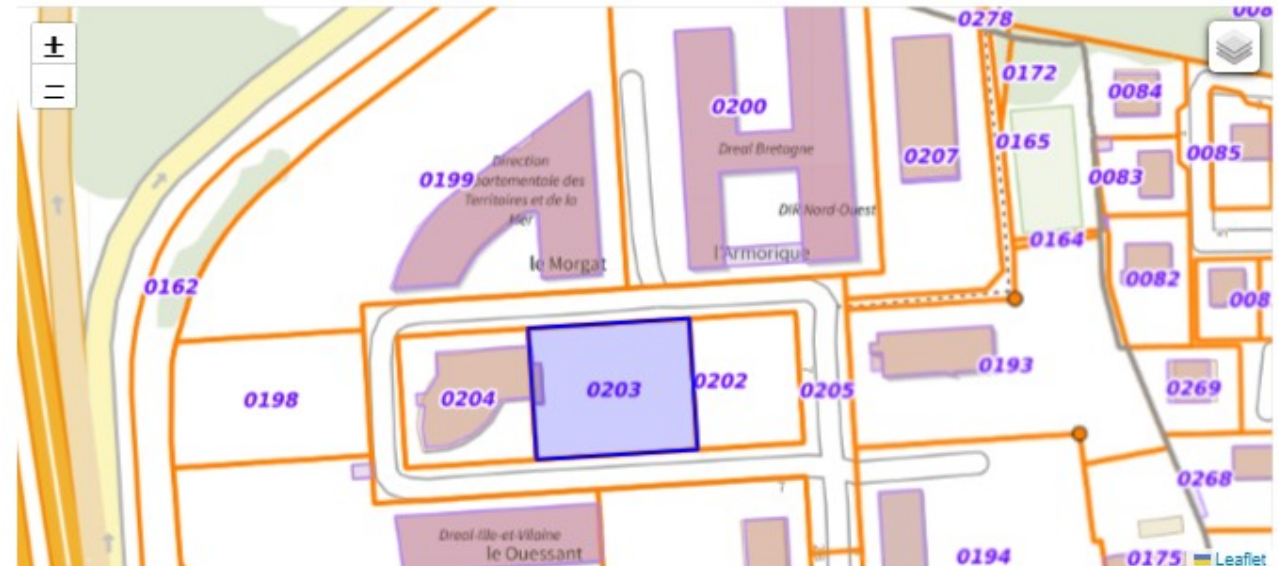 +
−
0278
0172
0084
0200
0165
0085
Dreal Bretagne
Direction
0207
0199
partementale des
Territoires et de la
Mer
0083
DIR Nord-Ouest
0164
l'Armorique
le Morgat
0082
0162
0193
0202
0203
0205
0198
0204
0269
0268
Dreal-Ille-et-Vilaine
le Ouessant
0194
0175
Leaflet